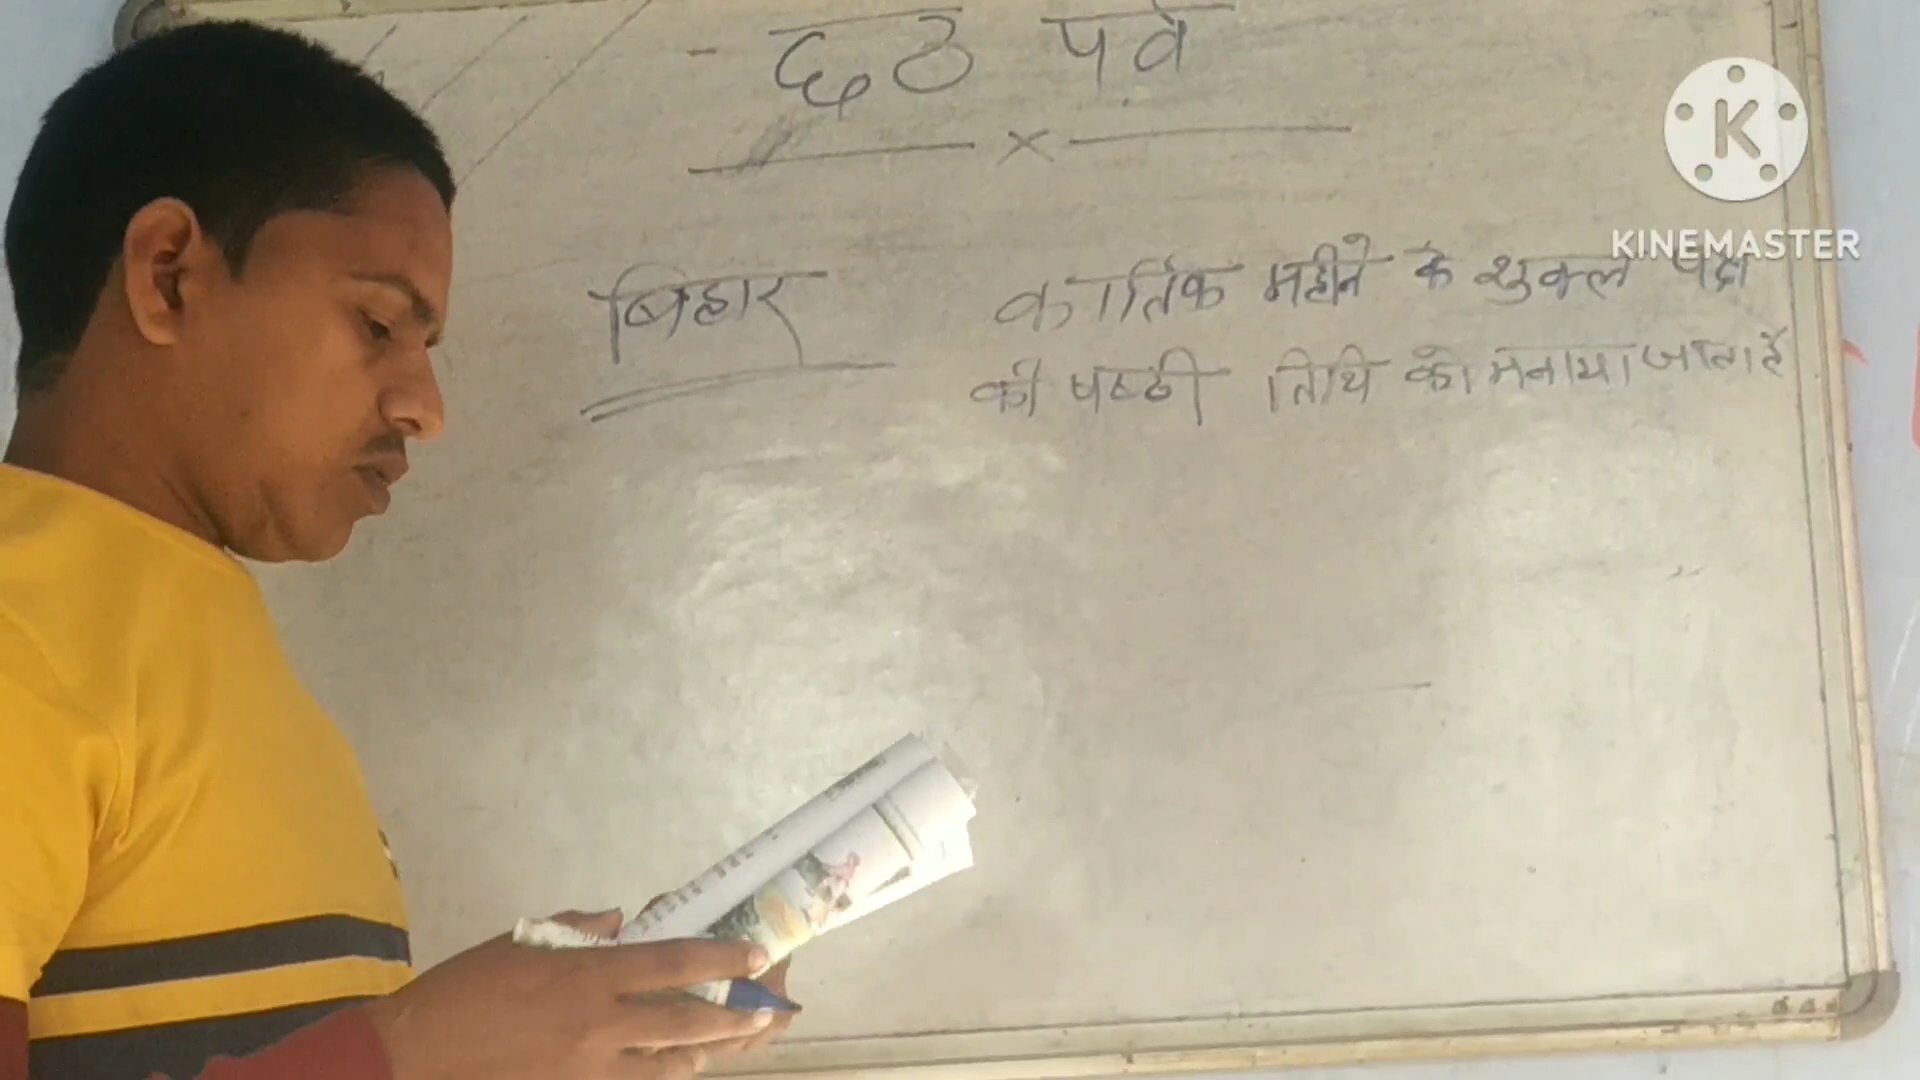 - छठ पर्व
×
बिहार
कार्तिक महीने के शुक्ल पक्ष
की षष्ठी तिथि को मनाया जाता है
K
KINEMASTER